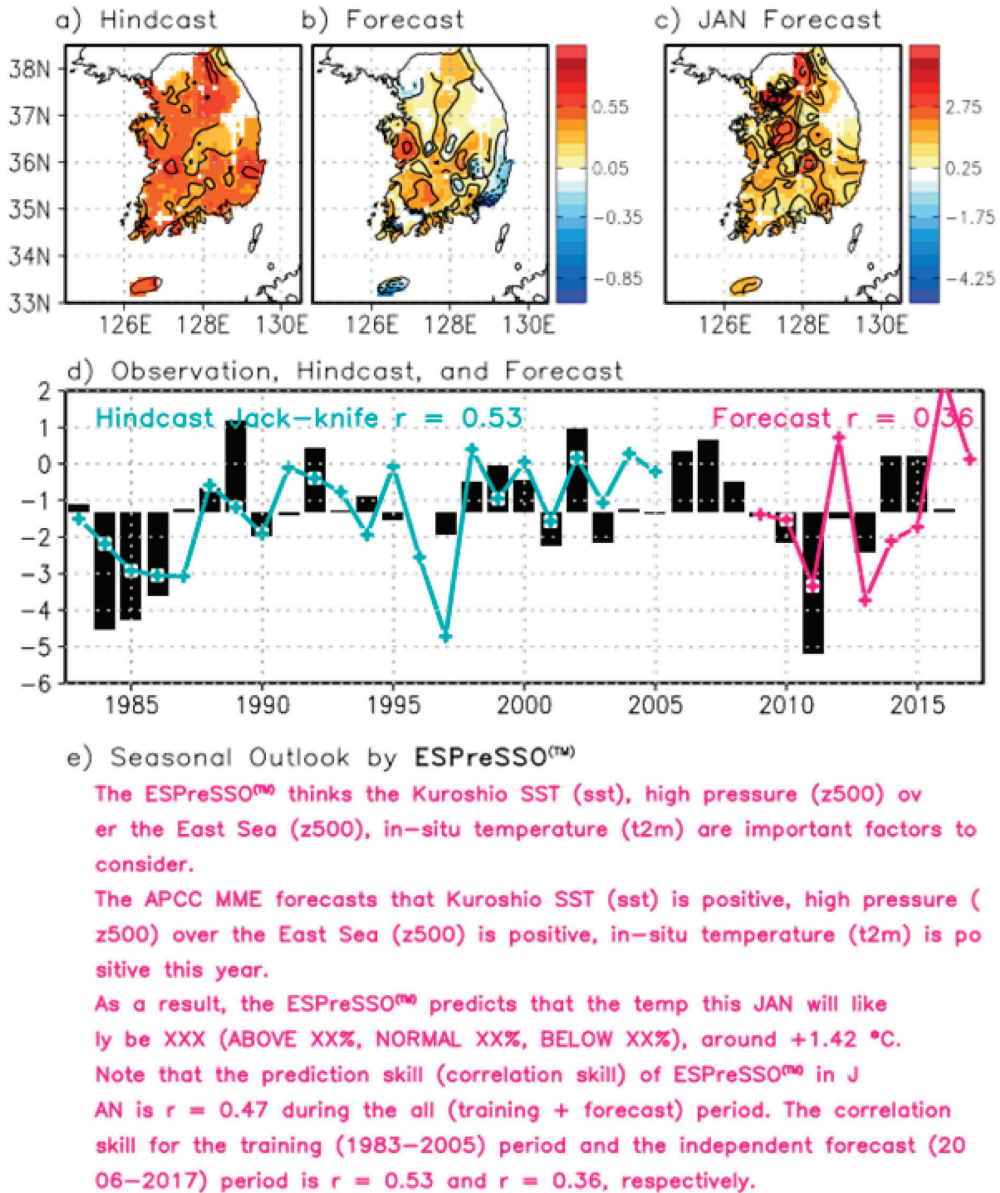 a) Hindcast
b) Forecast
c) JAN Forecast
38N
37N
36N
35N
34N
33N
126E 128E 130E
126E 128E 130E
0.55
0.05
−0.35
−0.85
126E 128E 130E
2.75
0.25
−1.75
−4.25
d) Observation, Hindcast, and Forecast
Hindcast Jack−knife r = 0.53
Forecast r = 0.36
2
1
0
−1
−2
−3
−4
−5
−6
1985 1990 1995 2000 2005 2010 2015
e) Seasonal Outlook by ESPreSSO(TM)
The ESPreSSO(TM) thinks the Kuroshio SST (sst), high pressure (z500) ov
er the East Sea (z500), in−situ temperature (t2m) are important factors to
consider.
The APCC MME forecasts that Kuroshio SST (sst) is positive, high pressure (
z500) over the East Sea (z500) is positive, in−situ temperature (t2m) is po
sitive this year.
As a result, the ESPreSSO(TM) predicts that the temp this JAN will like
ly be XXX (ABOVE XX%, NORMAL XX%, BELOW XX%), around +1.42 °C.
Note that the prediction skill (correlation skill) of ESPreSSO(TM) in J
AN is r = 0.47 during the all (training + forecast) period. The correlation
skill for the training (1983−2005) period and the independent forecast (20
06−2017) period is r = 0.53 and r = 0.36, respectively.